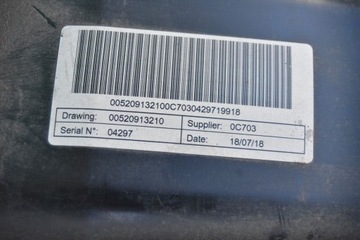 005209132100C7030429719918
Drawing: 00520913210 Supplier: 0C703
Serial N°: 04297 Date: 18/07/18